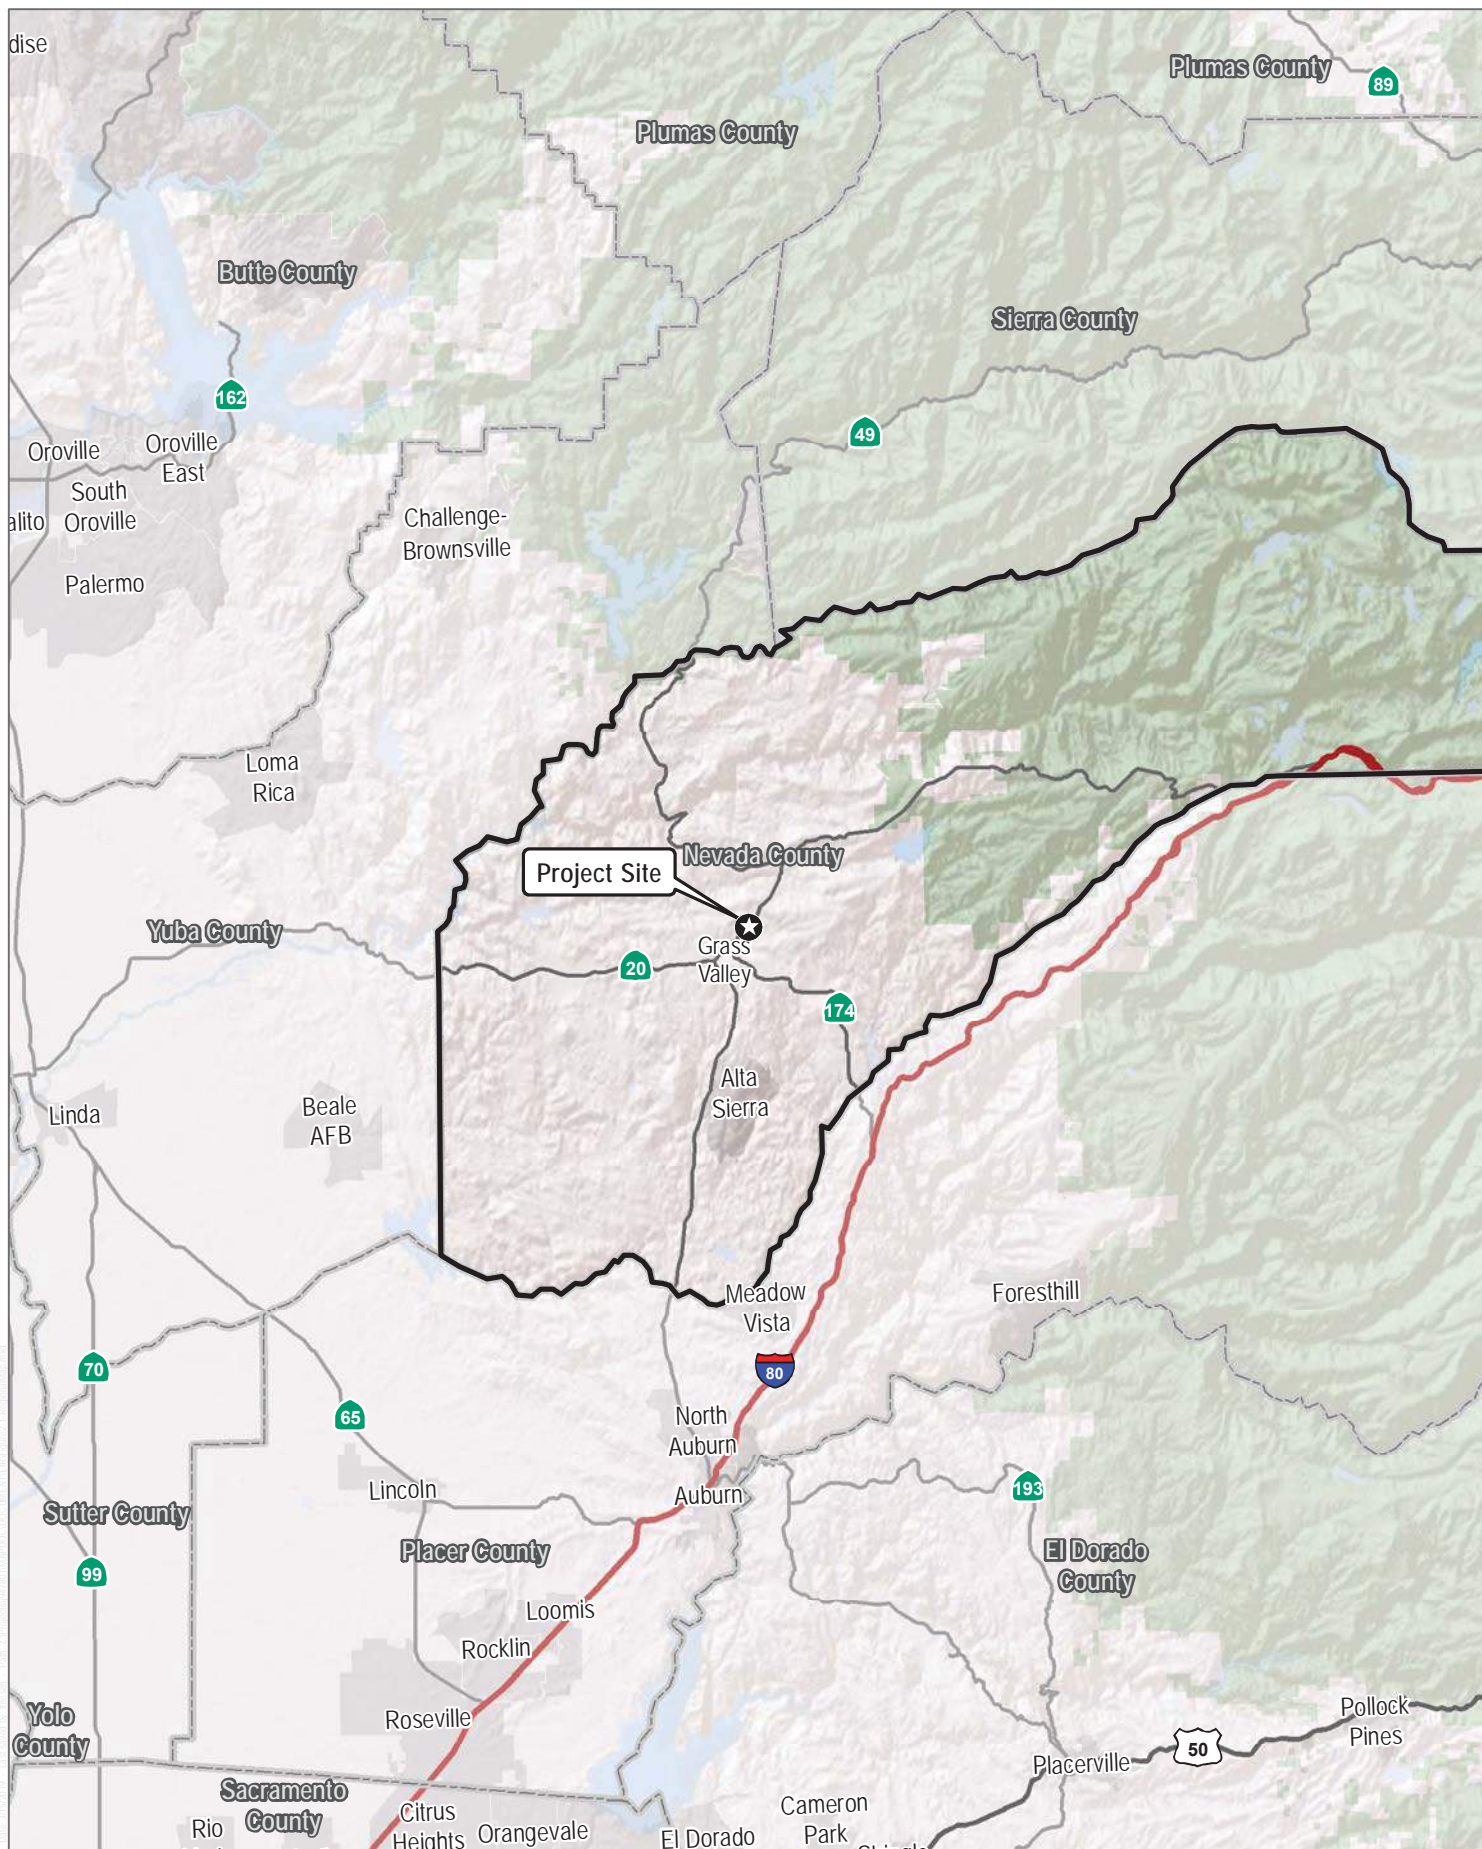 dise
Plumas County
89
Plumas County
Butte County
Sierra County
162
49
Oroville
Oroville
East
South
Oroville
alito
Challenge-
Brownsville
Palermo
Loma
Rica
Nevada County
Project Site
Yuba County
Grass
Valley
20
174
Alta
Sierra
Linda
Beale
AFB
Meadow
Vista
Foresthill
70
80
65
North
Auburn
Lincoln
Auburn
193
Sutter County
Placer County
El Dorado
County
99
Loomis
Rocklin
Yolo
County
Roseville
Pollock
Pines
50
Placerville
Sacramento
County
Citrus
Heights
Cameron
Park
Rio
Orangevale
El Dorado